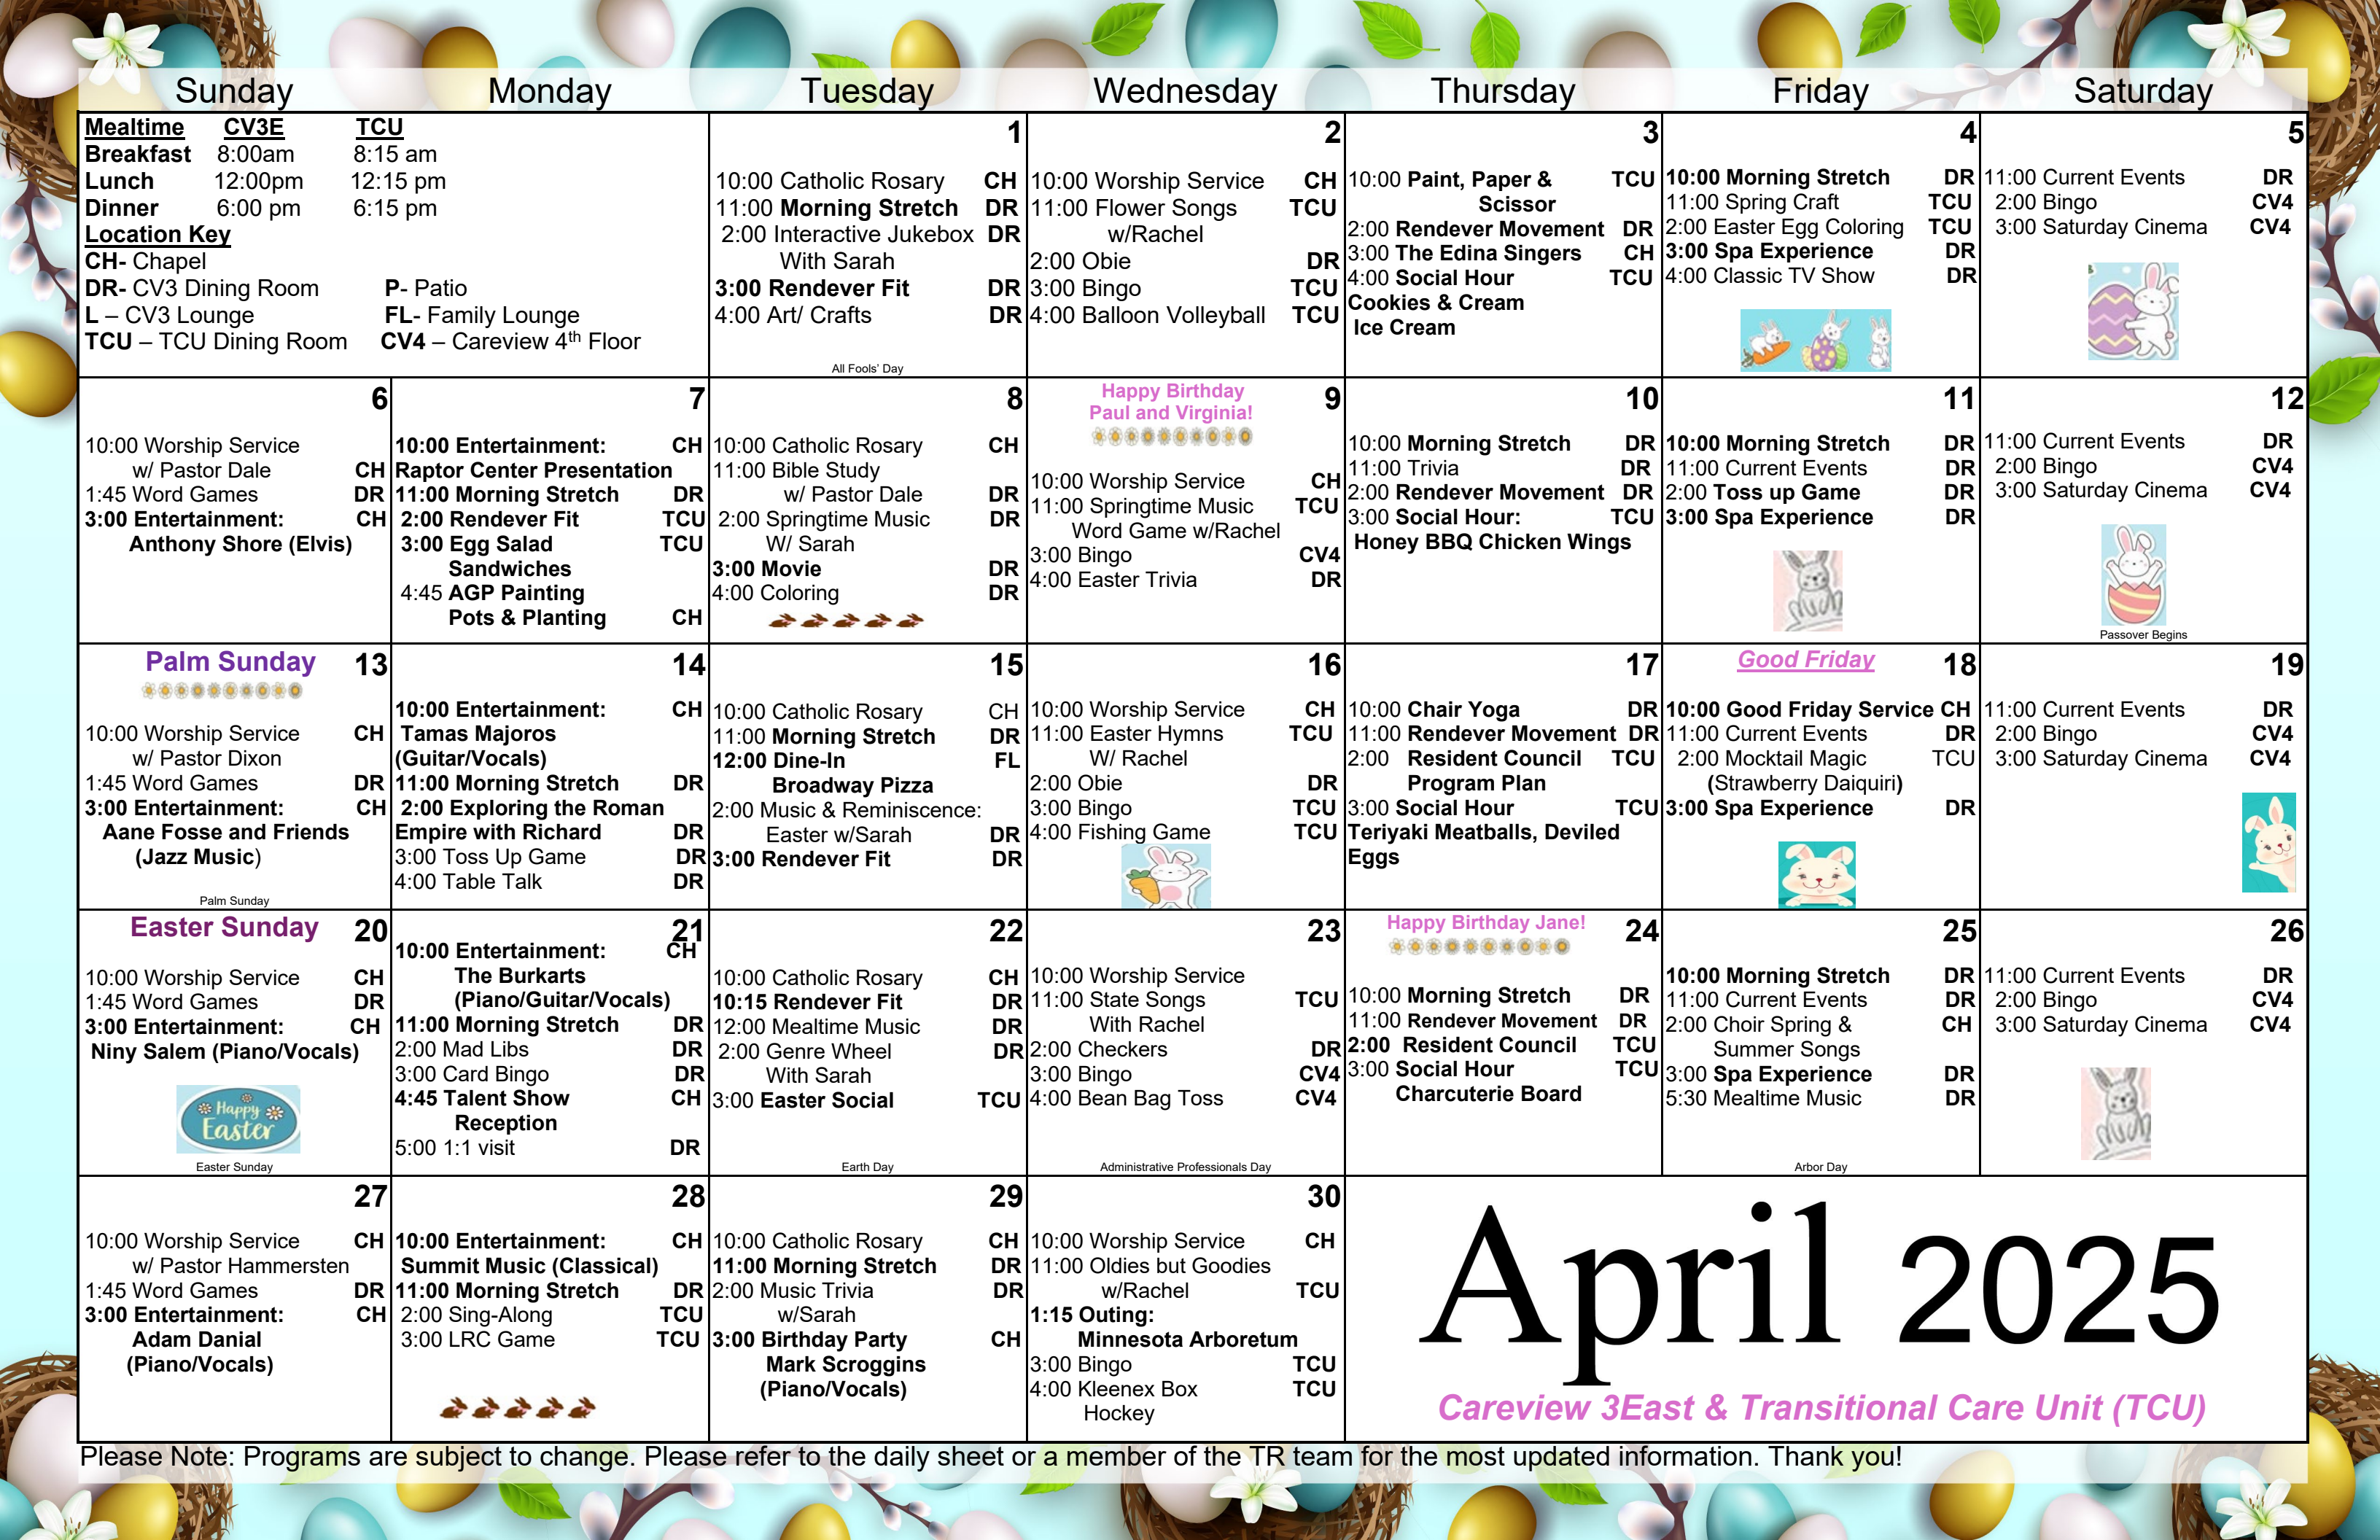 Sunday Monday Tuesday Wednesday Thursday Friday Saturday
Mealtime CV3E TCU
Breakfast 8:00am 8:15 am
Lunch 12:00pm 12:15 pm
Dinner 6:00 pm 6:15 pm
Location Key
CH- Chapel
DR- CV3 Dining Room P- Patio
L – CV3 Lounge FL- Family Lounge
TCU – TCU Dining Room CV4 – Careview 4th Floor
1
10:00 Catholic Rosary CH
11:00 Morning Stretch DR
2:00 Interactive Jukebox DR
With Sarah
3:00 Rendever Fit DR
4:00 Art/ Crafts DR
All Fools' Day
2
10:00 Worship Service CH
11:00 Flower Songs TCU
w/Rachel
2:00 Obie DR
3:00 Bingo TCU
4:00 Balloon Volleyball TCU
3
10:00 Paint, Paper & TCU
Scissor
2:00 Rendever Movement DR
3:00 The Edina Singers CH
4:00 Social Hour TCU
Cookies & Cream
Ice Cream
4
10:00 Morning Stretch DR
11:00 Spring Craft TCU
2:00 Easter Egg Coloring TCU
3:00 Spa Experience DR
4:00 Classic TV Show DR
5
11:00 Current Events DR
2:00 Bingo CV4
3:00 Saturday Cinema CV4
6
10:00 Worship Service
w/ Pastor Dale CH
1:45 Word Games DR
3:00 Entertainment: CH
Anthony Shore (Elvis)
7
10:00 Entertainment: CH
Raptor Center Presentation
11:00 Morning Stretch DR
2:00 Rendever Fit TCU
3:00 Egg Salad TCU
Sandwiches
4:45 AGP Painting
Pots & Planting CH
8
10:00 Catholic Rosary CH
11:00 Bible Study
w/ Pastor Dale DR
2:00 Springtime Music DR
W/ Sarah
3:00 Movie DR
4:00 Coloring DR
Happy Birthday 9
Paul and Virginia!
10:00 Worship Service CH
11:00 Springtime Music TCU
Word Game w/Rachel
3:00 Bingo CV4
4:00 Easter Trivia DR
10
10:00 Morning Stretch DR
11:00 Trivia DR
2:00 Rendever Movement DR
3:00 Social Hour: TCU
Honey BBQ Chicken Wings
11
10:00 Morning Stretch DR
11:00 Current Events DR
2:00 Toss up Game DR
3:00 Spa Experience DR
12
11:00 Current Events DR
2:00 Bingo CV4
3:00 Saturday Cinema CV4
Passover Begins
Palm Sunday 13
10:00 Worship Service CH
w/ Pastor Dixon
1:45 Word Games DR
3:00 Entertainment: CH
Aane Fosse and Friends
(Jazz Music)
Palm Sunday
14
10:00 Entertainment: CH
Tamas Majoros
(Guitar/Vocals)
11:00 Morning Stretch DR
2:00 Exploring the Roman
Empire with Richard DR
3:00 Toss Up Game DR
4:00 Table Talk DR
15
10:00 Catholic Rosary CH
11:00 Morning Stretch DR
12:00 Dine-In FL
Broadway Pizza
2:00 Music & Reminiscence:
Easter w/Sarah DR
3:00 Rendever Fit DR
16
10:00 Worship Service CH
11:00 Easter Hymns TCU
W/ Rachel
2:00 Obie DR
3:00 Bingo TCU
4:00 Fishing Game TCU
17
10:00 Chair Yoga DR
11:00 Rendever Movement DR
2:00 Resident Council TCU
Program Plan
3:00 Social Hour TCU
Teriyaki Meatballs, Deviled
Eggs
Good Friday 18
10:00 Good Friday Service CH
11:00 Current Events DR
2:00 Mocktail Magic TCU
(Strawberry Daiquiri)
3:00 Spa Experience DR
19
11:00 Current Events DR
2:00 Bingo CV4
3:00 Saturday Cinema CV4
Easter Sunday 20
10:00 Worship Service CH
1:45 Word Games DR
3:00 Entertainment: CH
Niny Salem (Piano/Vocals)
Happy
Easter
Easter Sunday
21
10:00 Entertainment: CH
The Burkarts
(Piano/Guitar/Vocals)
11:00 Morning Stretch DR
2:00 Mad Libs DR
3:00 Card Bingo DR
4:45 Talent Show CH
Reception
5:00 1:1 visit DR
22
10:00 Catholic Rosary CH
10:15 Rendever Fit DR
12:00 Mealtime Music DR
2:00 Genre Wheel DR
With Sarah
3:00 Easter Social TCU
Earth Day
23
10:00 Worship Service
11:00 State Songs TCU
With Rachel
2:00 Checkers DR
3:00 Bingo CV4
4:00 Bean Bag Toss CV4
Administrative Professionals Day
Happy Birthday Jane! 24
10:00 Morning Stretch DR
11:00 Rendever Movement DR
2:00 Resident Council TCU
3:00 Social Hour TCU
Charcuterie Board
25
10:00 Morning Stretch DR
11:00 Current Events DR
2:00 Choir Spring & CH
Summer Songs
3:00 Spa Experience DR
5:30 Mealtime Music DR
Arbor Day
26
11:00 Current Events DR
2:00 Bingo CV4
3:00 Saturday Cinema CV4
27
10:00 Worship Service CH
w/ Pastor Hammersten
1:45 Word Games DR
3:00 Entertainment: CH
Adam Danial
(Piano/Vocals)
28
10:00 Entertainment: CH
Summit Music (Classical)
11:00 Morning Stretch DR
2:00 Sing-Along TCU
3:00 LRC Game TCU
29
10:00 Catholic Rosary CH
11:00 Morning Stretch DR
2:00 Music Trivia DR
w/Sarah
3:00 Birthday Party CH
Mark Scroggins
(Piano/Vocals)
30
10:00 Worship Service CH
11:00 Oldies but Goodies
w/Rachel TCU
1:15 Outing:
Minnesota Arboretum
3:00 Bingo TCU
4:00 Kleenex Box TCU
Hockey
April 2025
Careview 3East & Transitional Care Unit (TCU)
Please Note: Programs are subject to change. Please refer to the daily sheet or a member of the TR team for the most updated information. Thank you!